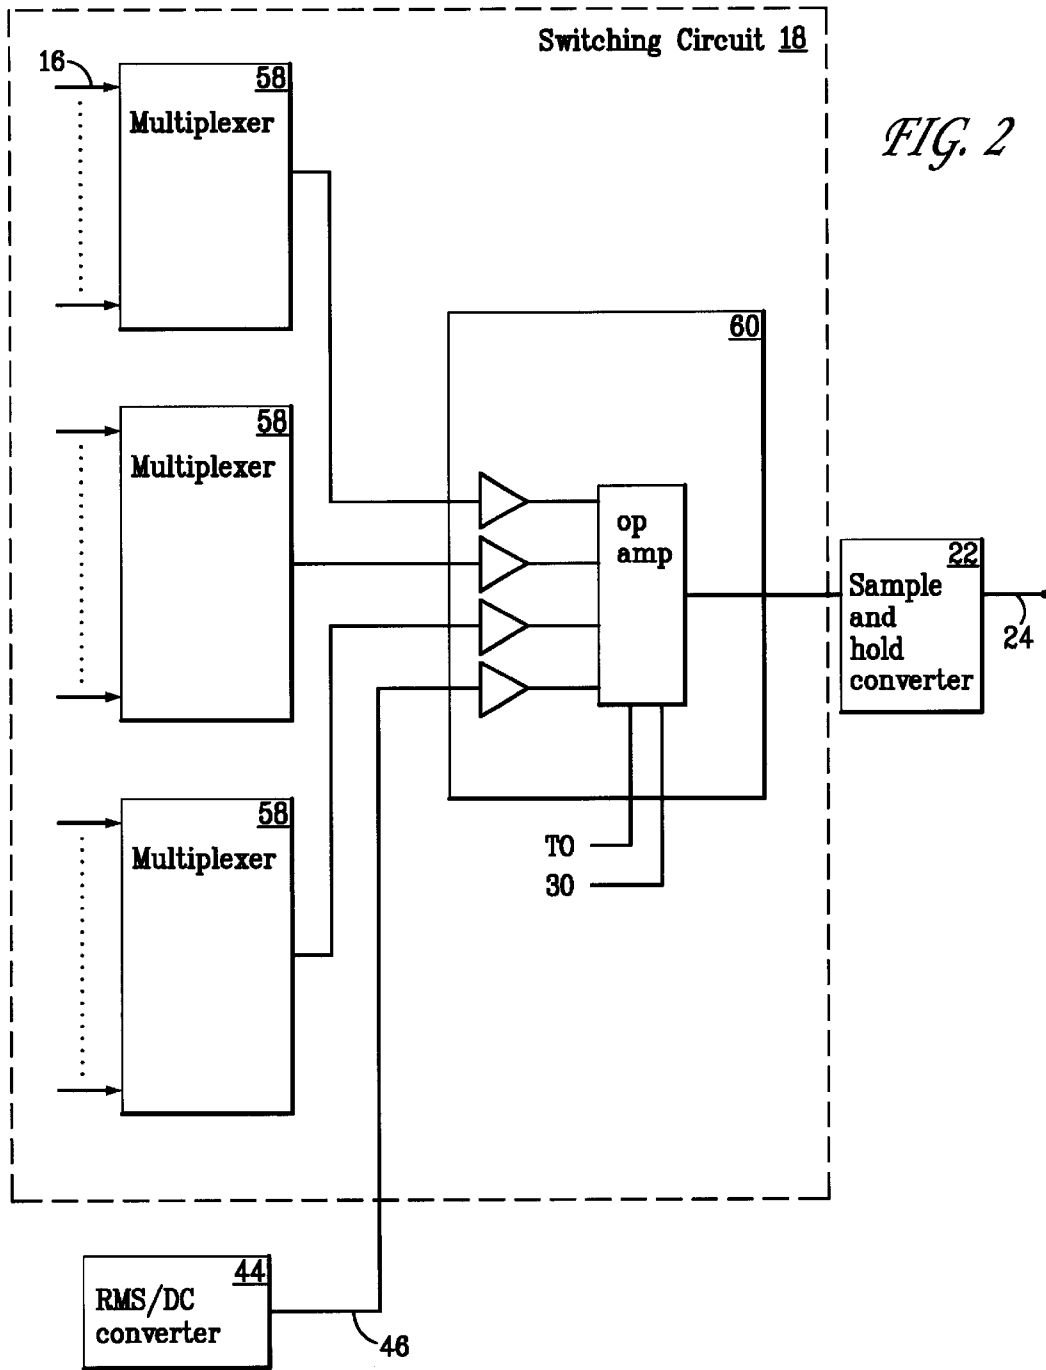 Switching Circuit 18
16
58
Multiplexer
FIG. 2
58
Multiplexer
58
Multiplexer
60
op
amp
TO
30
22
Sample
and
hold
converter
24
44
RMS/DC
converter
46